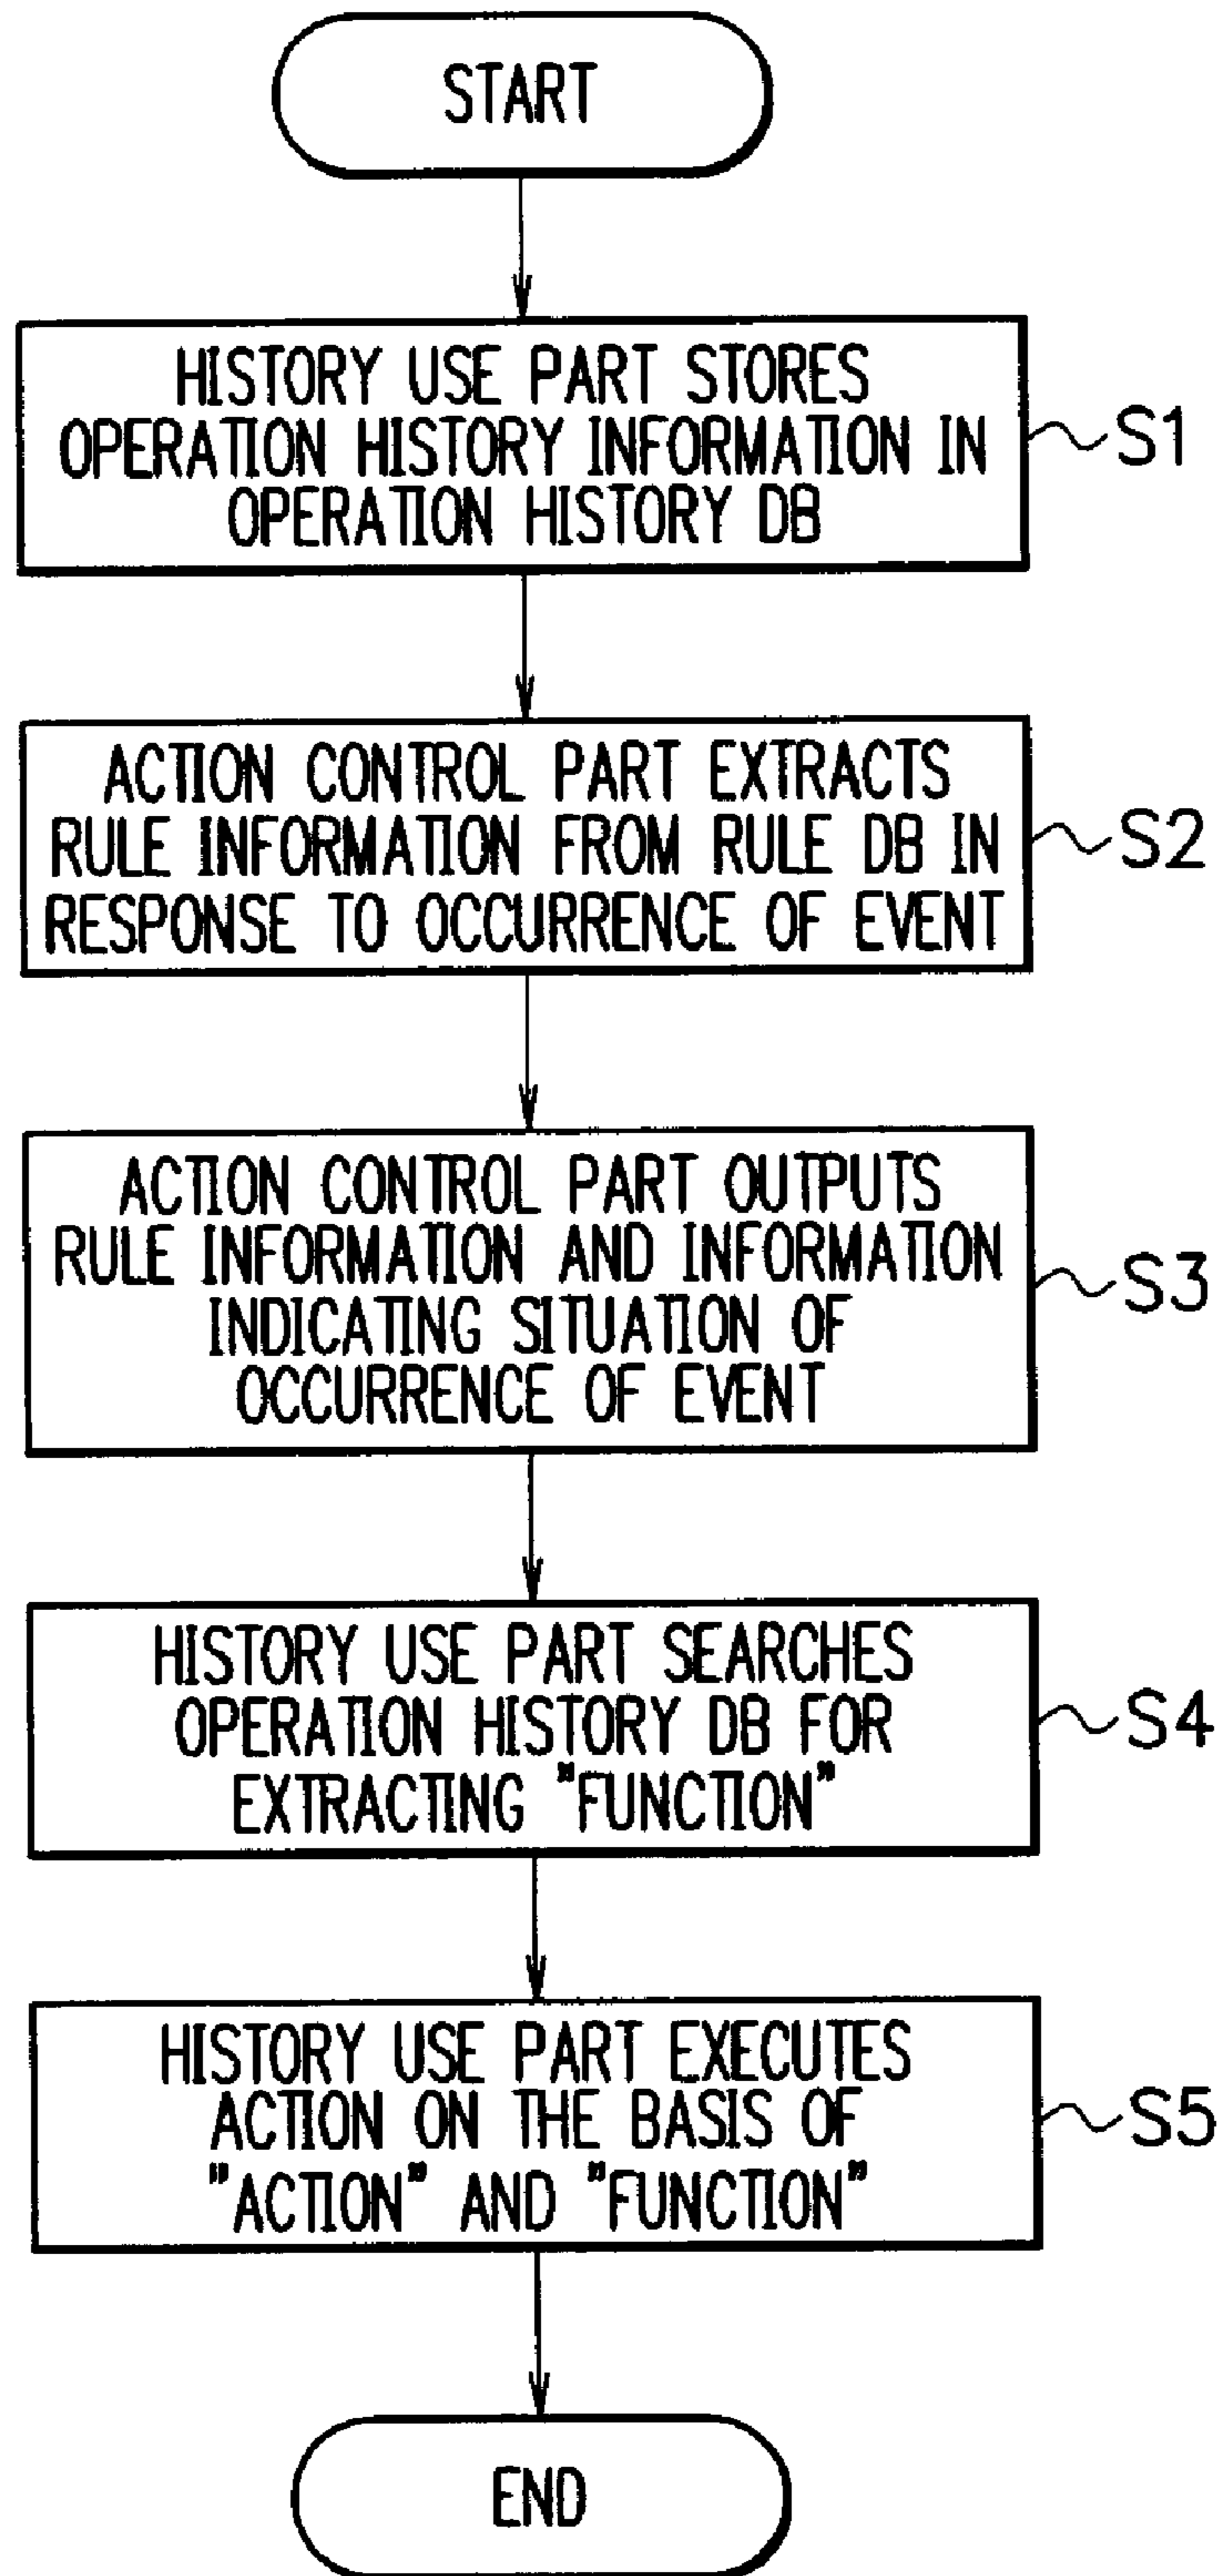 START
HISTORY USE PART STORES
OPERATION HISTORY INFORMATION IN
OPERATION HISTORY DB
S1
ACTION CONTROL PART EXTRACTS
RULE INFORMATION FROM RULE DB IN
RESPONSE TO OCCURRENCE OF EVENT
S2
ACTION CONTROL PART OUTPUTS
RULE INFORMATION AND INFORMATION
INDICATING SITUATION OF
OCCURRENCE OF EVENT
S3
HISTORY USE PART SEARCHES
OPERATION HISTORY DB FOR
EXTRACTING "FUNCTION"
S4
HISTORY USE PART EXECUTES
ACTION ON THE BASIS OF
"ACTION" AND "FUNCTION"
S5
END